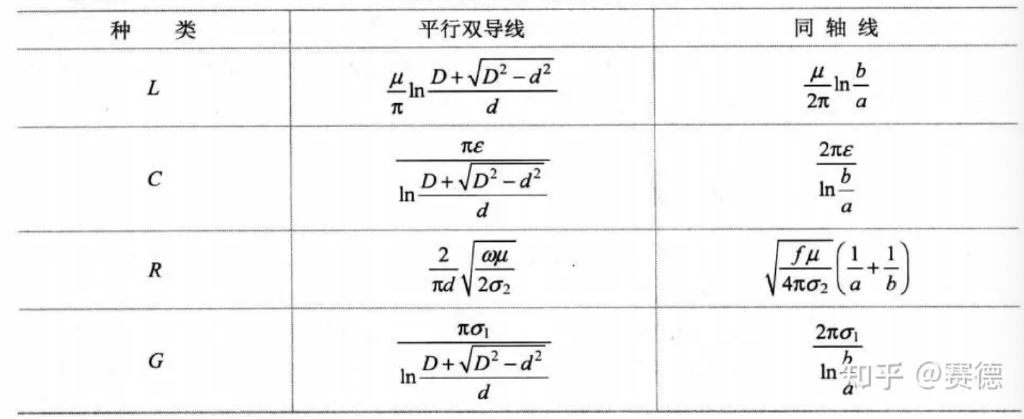 种 类 平行双导线 同轴线
L $\frac{\mu}{\pi}\ln\frac{D+\sqrt{D^2-d^2}}{d}$ $\frac{\mu}{2\pi}\ln\frac{b}{a}$
C $\frac{\pi\varepsilon}{\ln\frac{D+\sqrt{D^2-d^2}}{d}}$ $\frac{2\pi\varepsilon}{\ln\frac{b}{a}}$
R $\frac{2}{\pi d}\sqrt{\frac{\omega\mu}{2\sigma_2}}$ $\sqrt{\frac{f\mu}{4\pi\sigma_2}}\left(\frac{1}{a}+\frac{1}{b}\right)$
G $\frac{\pi\sigma_1}{\ln\frac{D+\sqrt{D^2-d^2}}{d}}$ $\frac{2\pi\sigma_1}{\ln\frac{b}{a}}$
知乎 @赛德